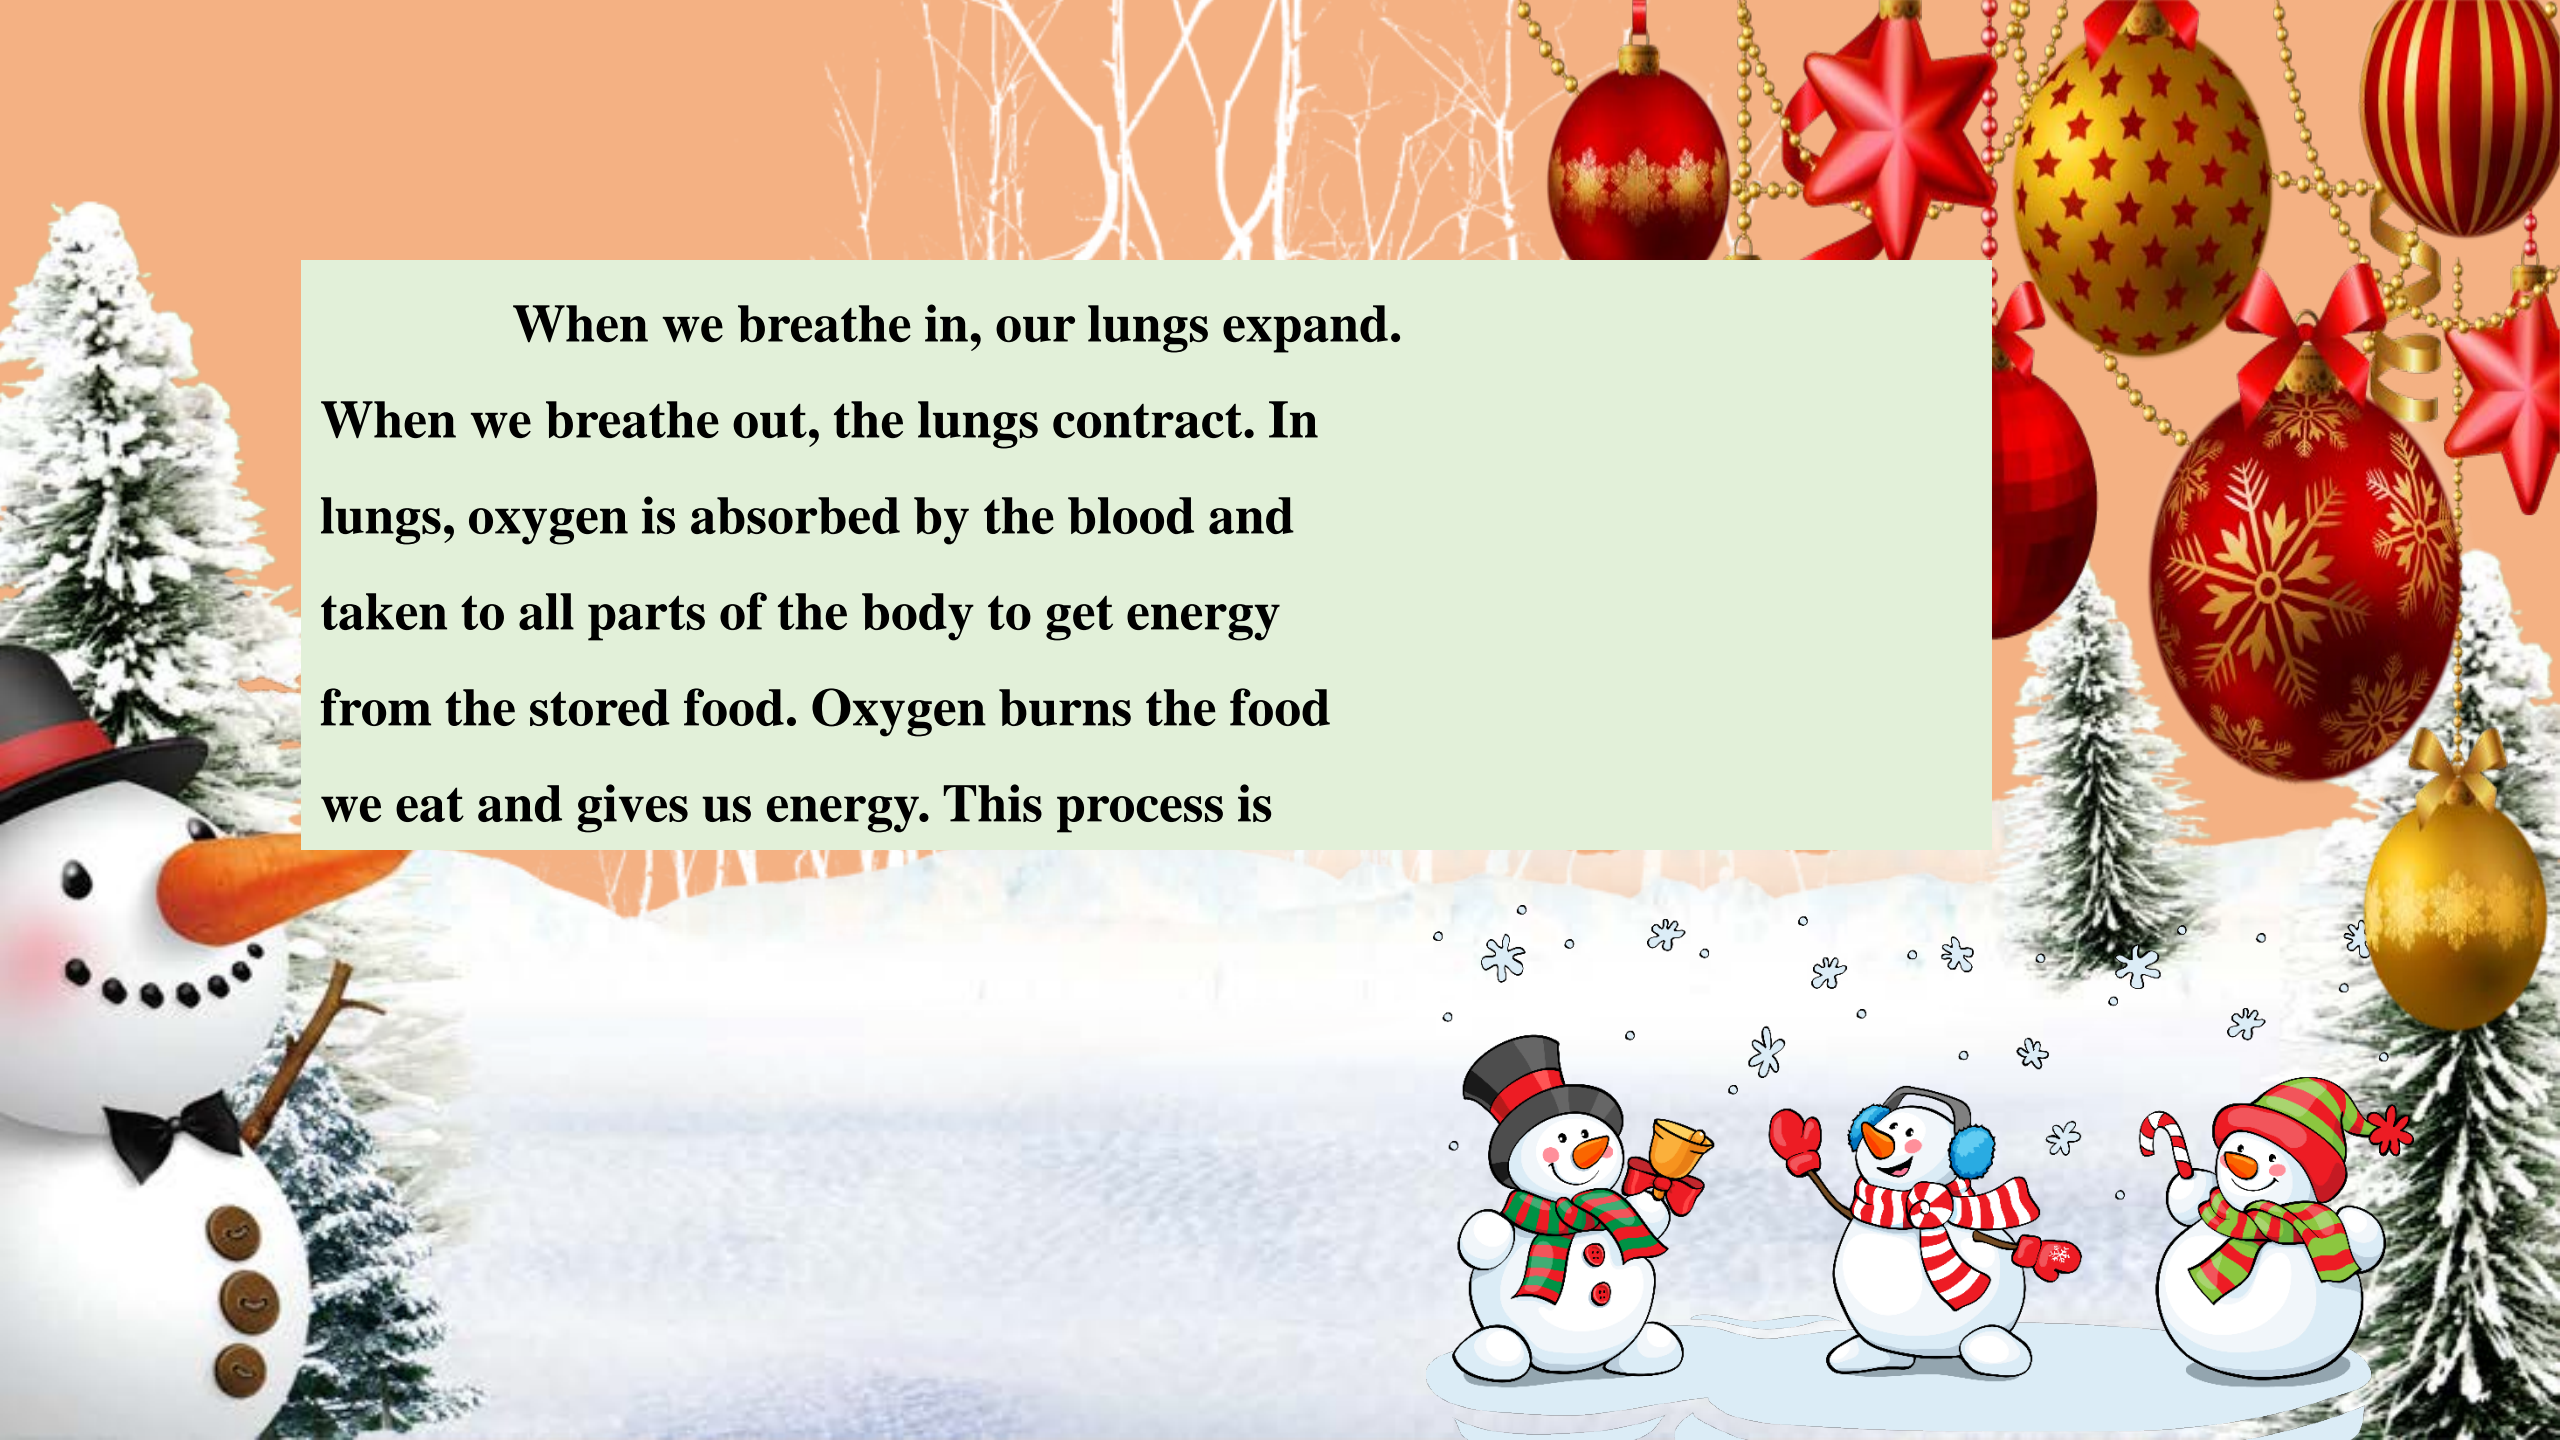 When we breathe in, our lungs expand.
When we breathe out, the lungs contract. In
lungs, oxygen is absorbed by the blood and
taken to all parts of the body to get energy
from the stored food. Oxygen burns the food
we eat and gives us energy. This process is